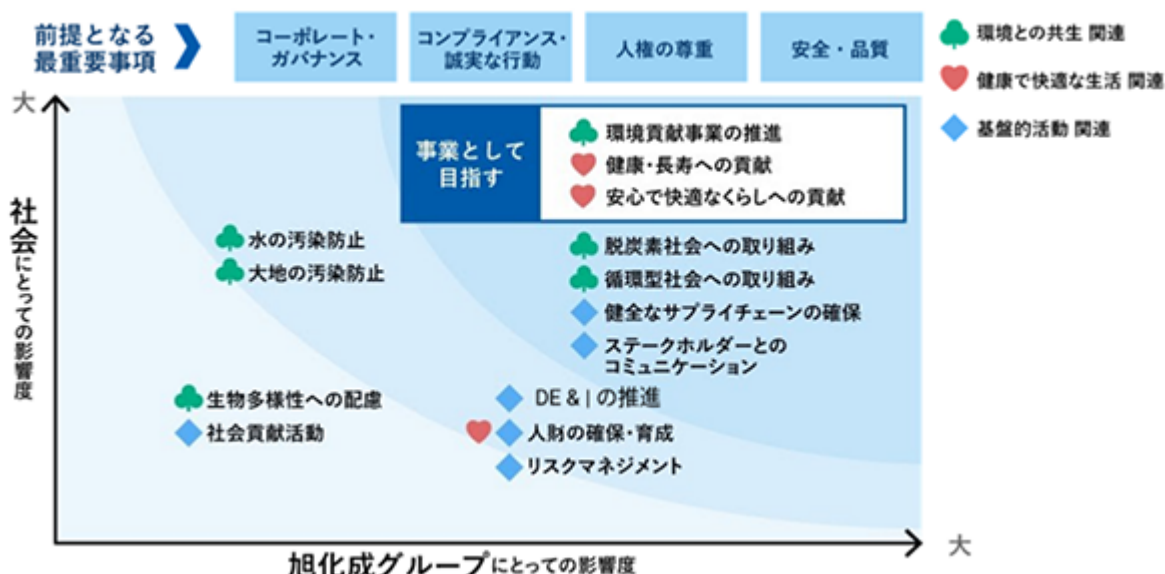 前提となる
最重要事項
コーポレート・
ガバナンス
コンプライアンス・
誠実な行動
人権の尊重
安全・品質
環境との共生 関連
健康で快適な生活 関連
基盤的活動 関連
大
社会にとっての影響度
事業として
目指す
環境貢献事業の推進
健康・長寿への貢献
安心で快適なくらしへの貢献
水の汚染防止
大地の汚染防止
脱炭素社会への取り組み
循環型社会への取り組み
健全なサプライチェーンの確保
ステークホルダーとの
コミュニケーション
生物多様性への配慮
社会貢献活動
DE & I の推進
人財の確保・育成
リスクマネジメント
大
旭化成グループにとっての影響度